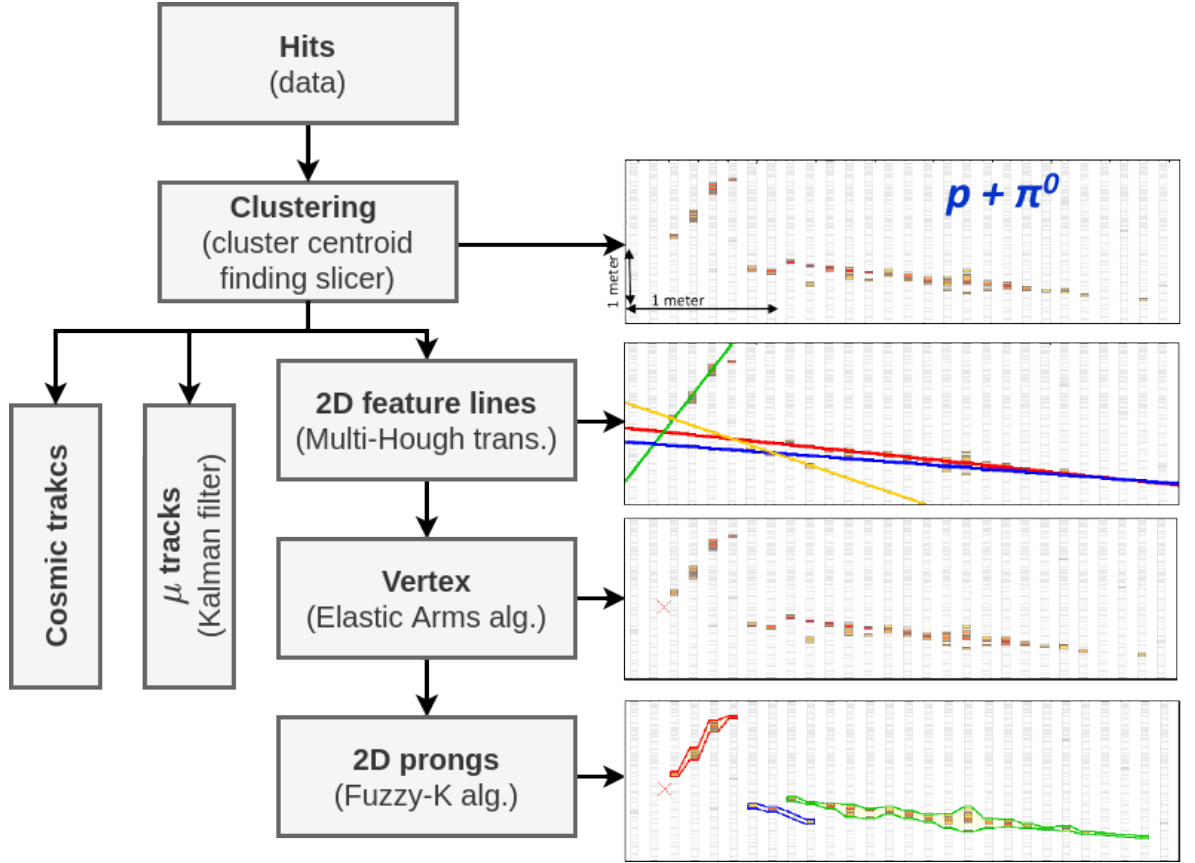 Hits
(data)
Clustering
(cluster centroid
finding slicer)
p + π⁰
1 meter
1 meter
Cosmic trakcs
μ tracks
(Kalman filter)
2D feature lines
(Multi-Hough trans.)
Vertex
(Elastic Arms alg.)
2D prongs
(Fuzzy-K alg.)